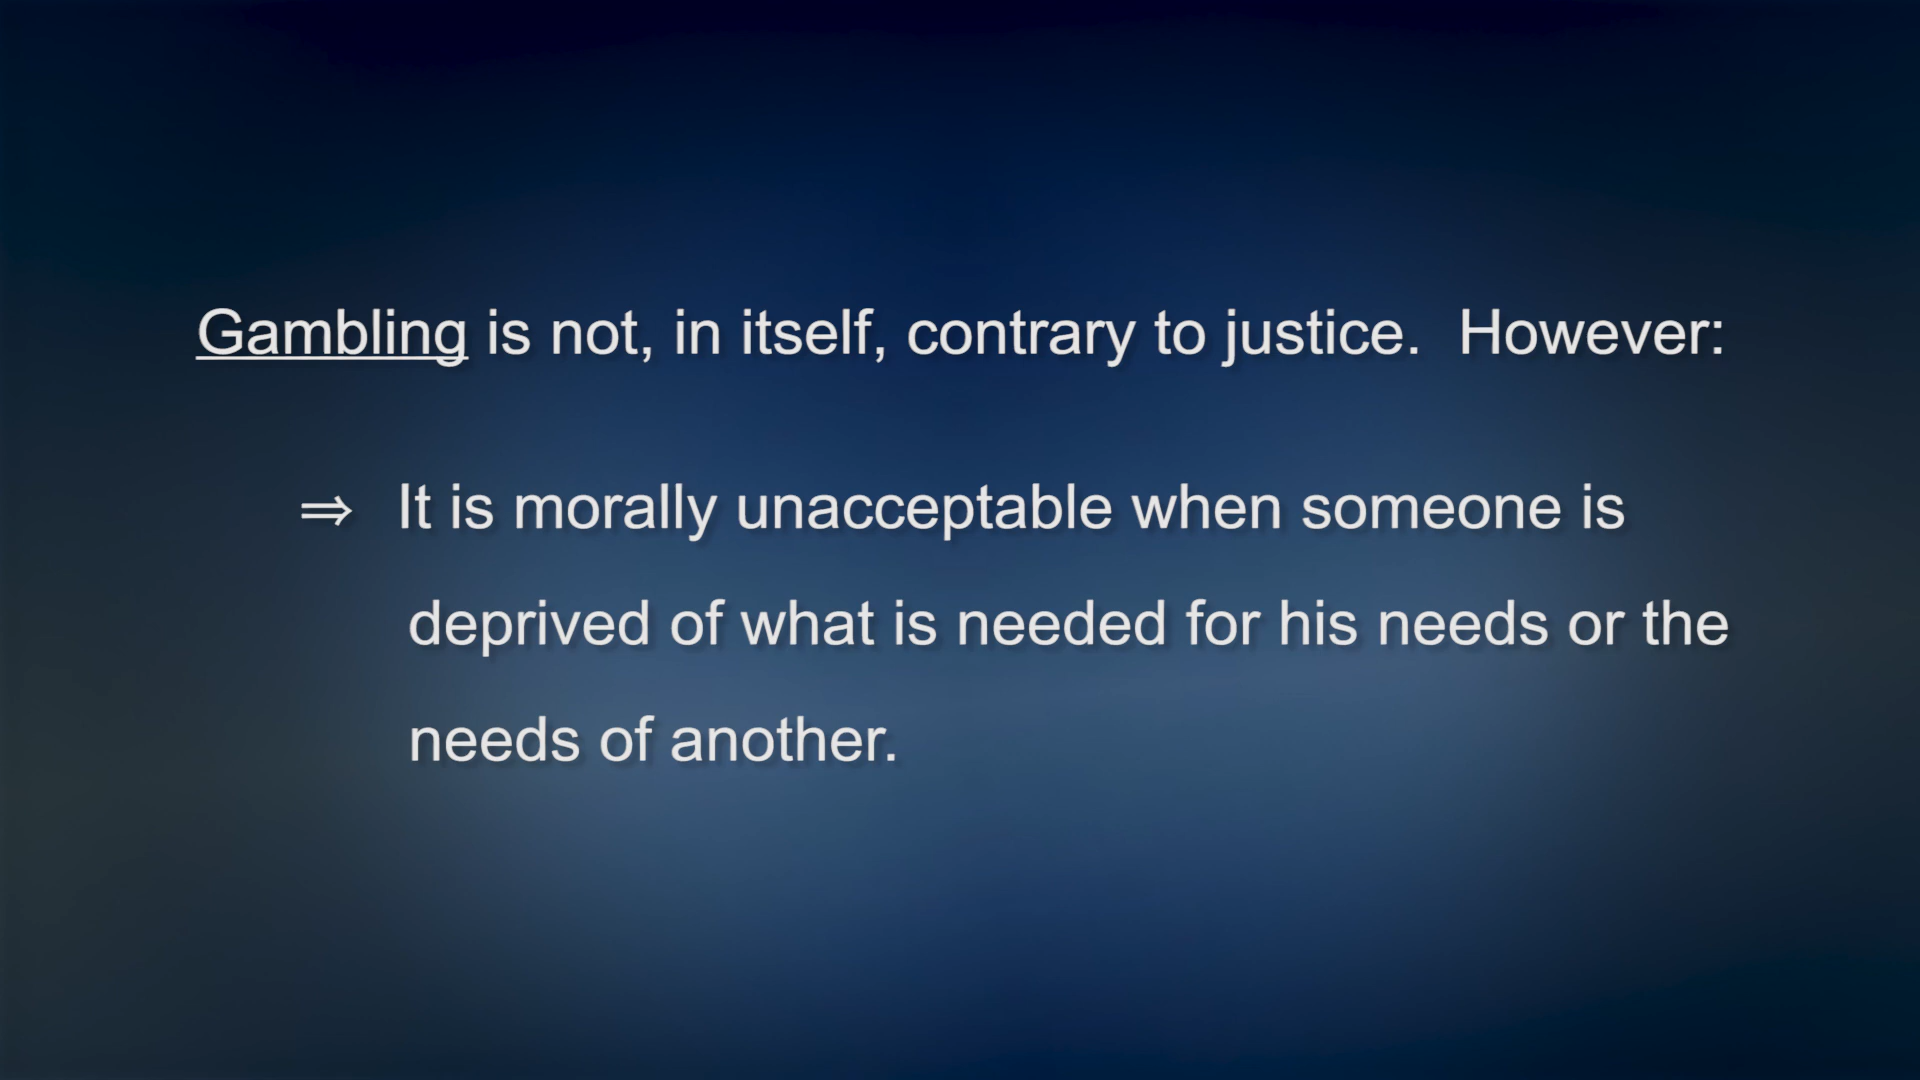 Gambling is not, in itself, contrary to justice.  However:
⇒ It is morally unacceptable when someone is
deprived of what is needed for his needs or the
needs of another.